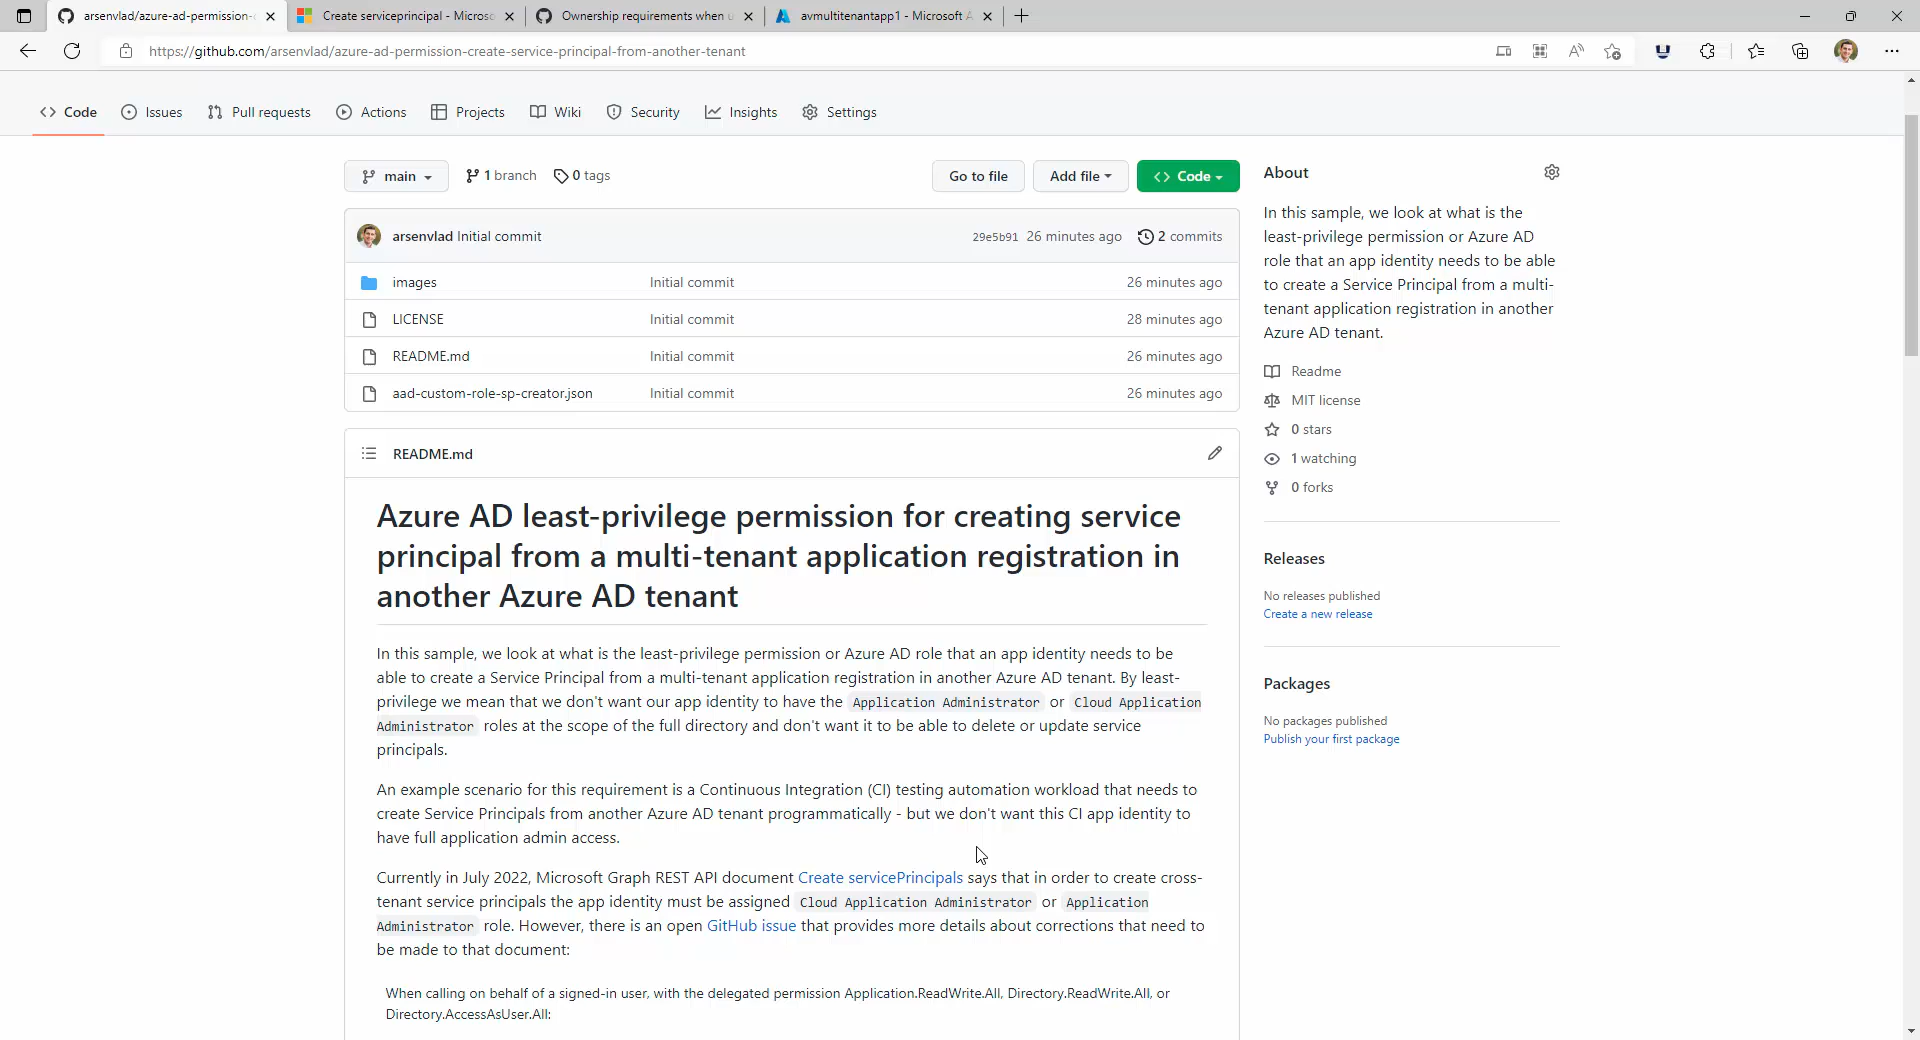 arsenvlad/azure-ad-permission-
Create serviceprincipal - Microso
Ownership requirements when u
avmultitenantapp1 - Microsoft A
https://github.com/arsenvlad/azure-ad-permission-create-service-principal-from-another-tenant
Code
Issues
Pull requests
Actions
Projects
Wiki
Security
Insights
Settings
main
1 branch
0 tags
Go to file
Add file
Code
arsenvlad Initial commit
29e5b91 26 minutes ago
2 commits
images Initial commit 26 minutes ago
LICENSE Initial commit 28 minutes ago
README.md Initial commit 26 minutes ago
aad-custom-role-sp-creator.json Initial commit 26 minutes ago
README.md
Azure AD least-privilege permission for creating service
principal from a multi-tenant application registration in
another Azure AD tenant
In this sample, we look at what is the least-privilege permission or Azure AD role that an app identity needs to be
able to create a Service Principal from a multi-tenant application registration in another Azure AD tenant. By least-
privilege we mean that we don't want our app identity to have the Application Administrator or Cloud Application
Administrator roles at the scope of the full directory and don't want it to be able to delete or update service
principals.
An example scenario for this requirement is a Continuous Integration (CI) testing automation workload that needs to
create Service Principals from another Azure AD tenant programmatically - but we don't want this CI app identity to
have full application admin access.
Currently in July 2022, Microsoft Graph REST API document Create servicePrincipals says that in order to create cross-
tenant service principals the app identity must be assigned Cloud Application Administrator or Application
Administrator role. However, there is an open GitHub issue that provides more details about corrections that need to
be made to that document:
When calling on behalf of a signed-in user, with the delegated permission Application.ReadWrite.All, Directory.ReadWrite.All, or
Directory.AccessAsUser.All:
About
In this sample, we look at what is the
least-privilege permission or Azure AD
role that an app identity needs to be able
to create a Service Principal from a multi-
tenant application registration in another
Azure AD tenant.
Readme
MIT license
0 stars
1 watching
0 forks
Releases
No releases published
Create a new release
Packages
No packages published
Publish your first package